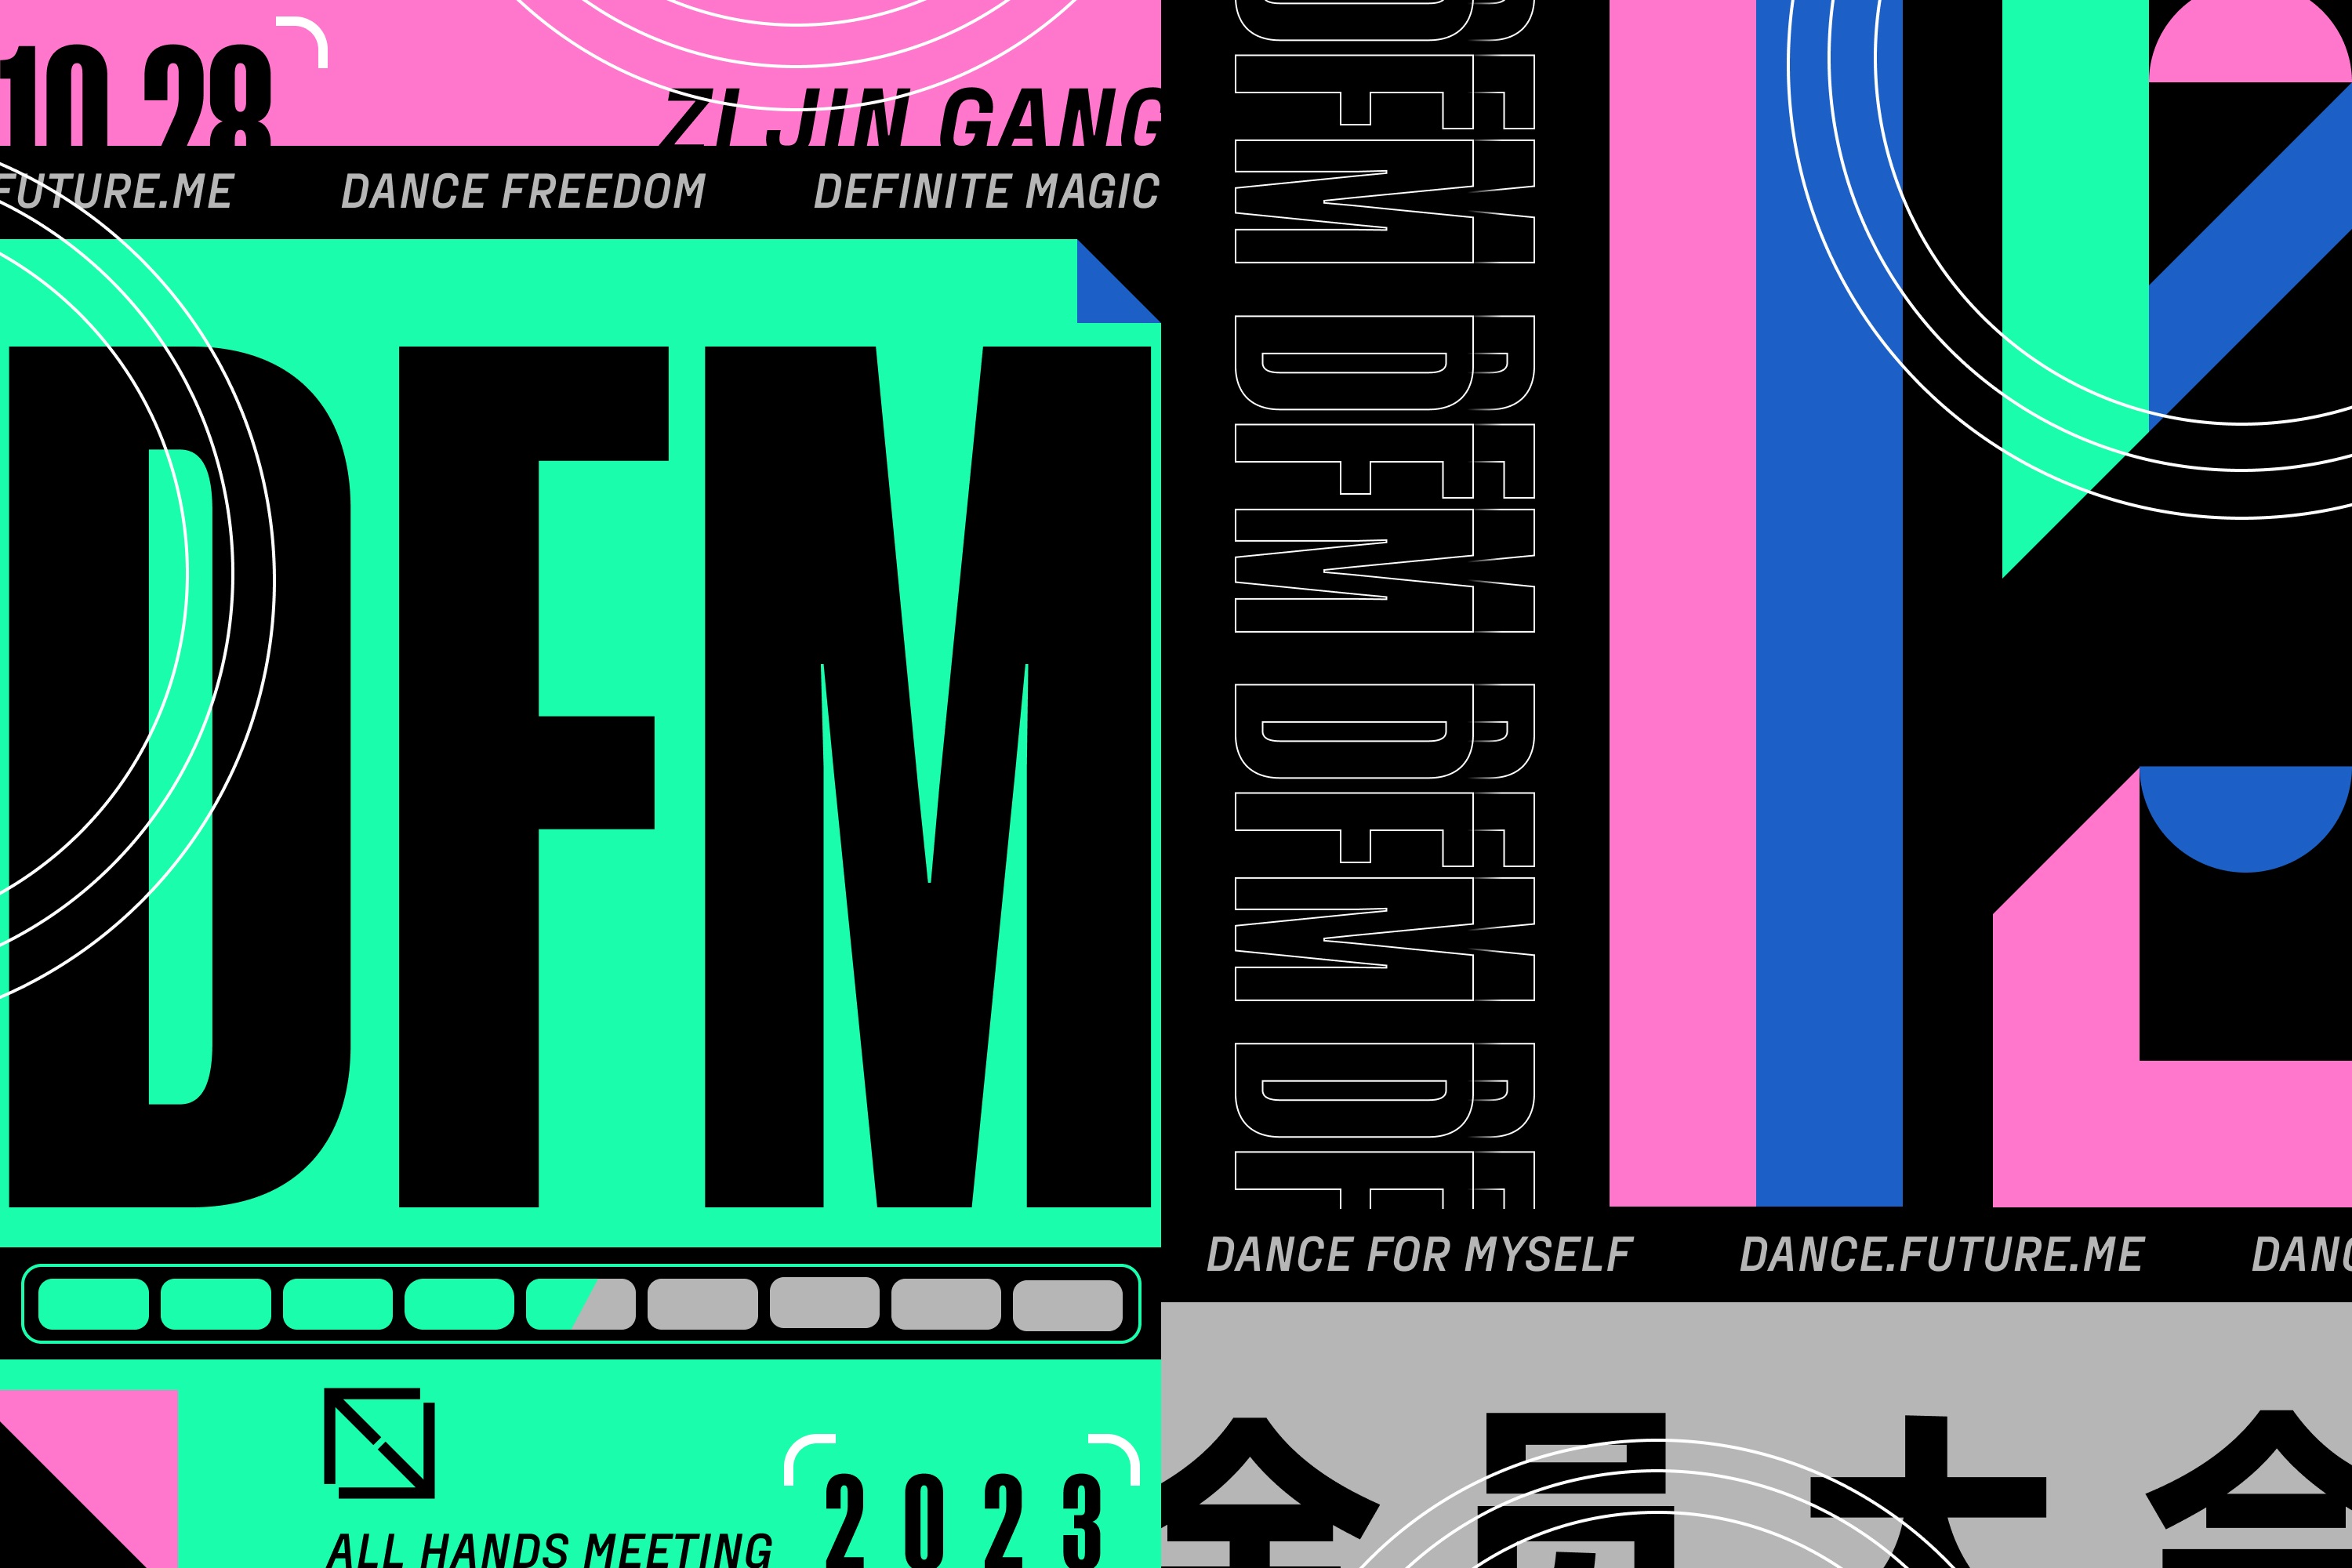 10.28
ZI JIN GANG
FUTURE.ME DANCE FREEDOM DEFINITE MAGIC
DFM
DFM DFM DFM DF
DANCE FOR MYSELF DANCE.FUTURE.ME DANC
ALL HANDS MEETING
2023
全员大会